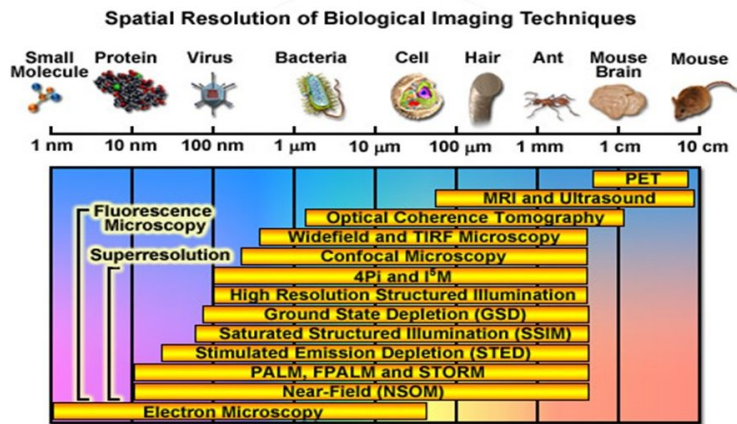 Spatial Resolution of Biological Imaging Techniques
Small Molecule
Protein
Virus
Bacteria
Cell
Hair
Ant
Mouse Brain
Mouse
1 nm
10 nm
100 nm
1 μm
10 μm
100 μm
1 mm
1 cm
10 cm
PET
MRI and Ultrasound
Fluorescence
Microscopy
Optical Coherence Tomography
Widefield and TIRF Microscopy
Superresolution
Confocal Microscopy
4Pi and I⁵M
High Resolution Structured Illumination
Ground State Depletion (GSD)
Saturated Structured Illumination (SSIM)
Stimulated Emission Depletion (STED)
PALM, FPALM and STORM
Near-Field (NSOM)
Electron Microscopy